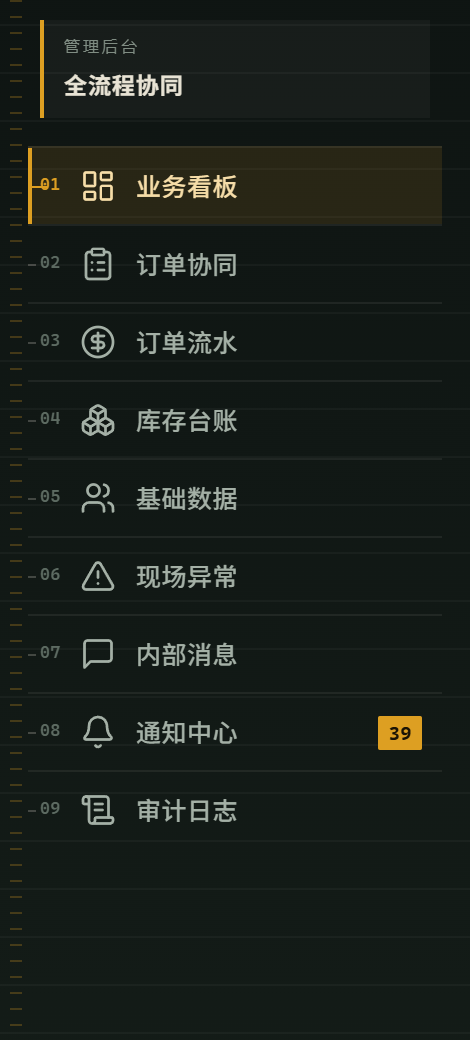 管理后台
全流程协同
01 业务看板
02 订单协同
03 订单流水
04 库存台账
05 基础数据
06 现场异常
07 内部消息
08 通知中心 39
09 审计日志